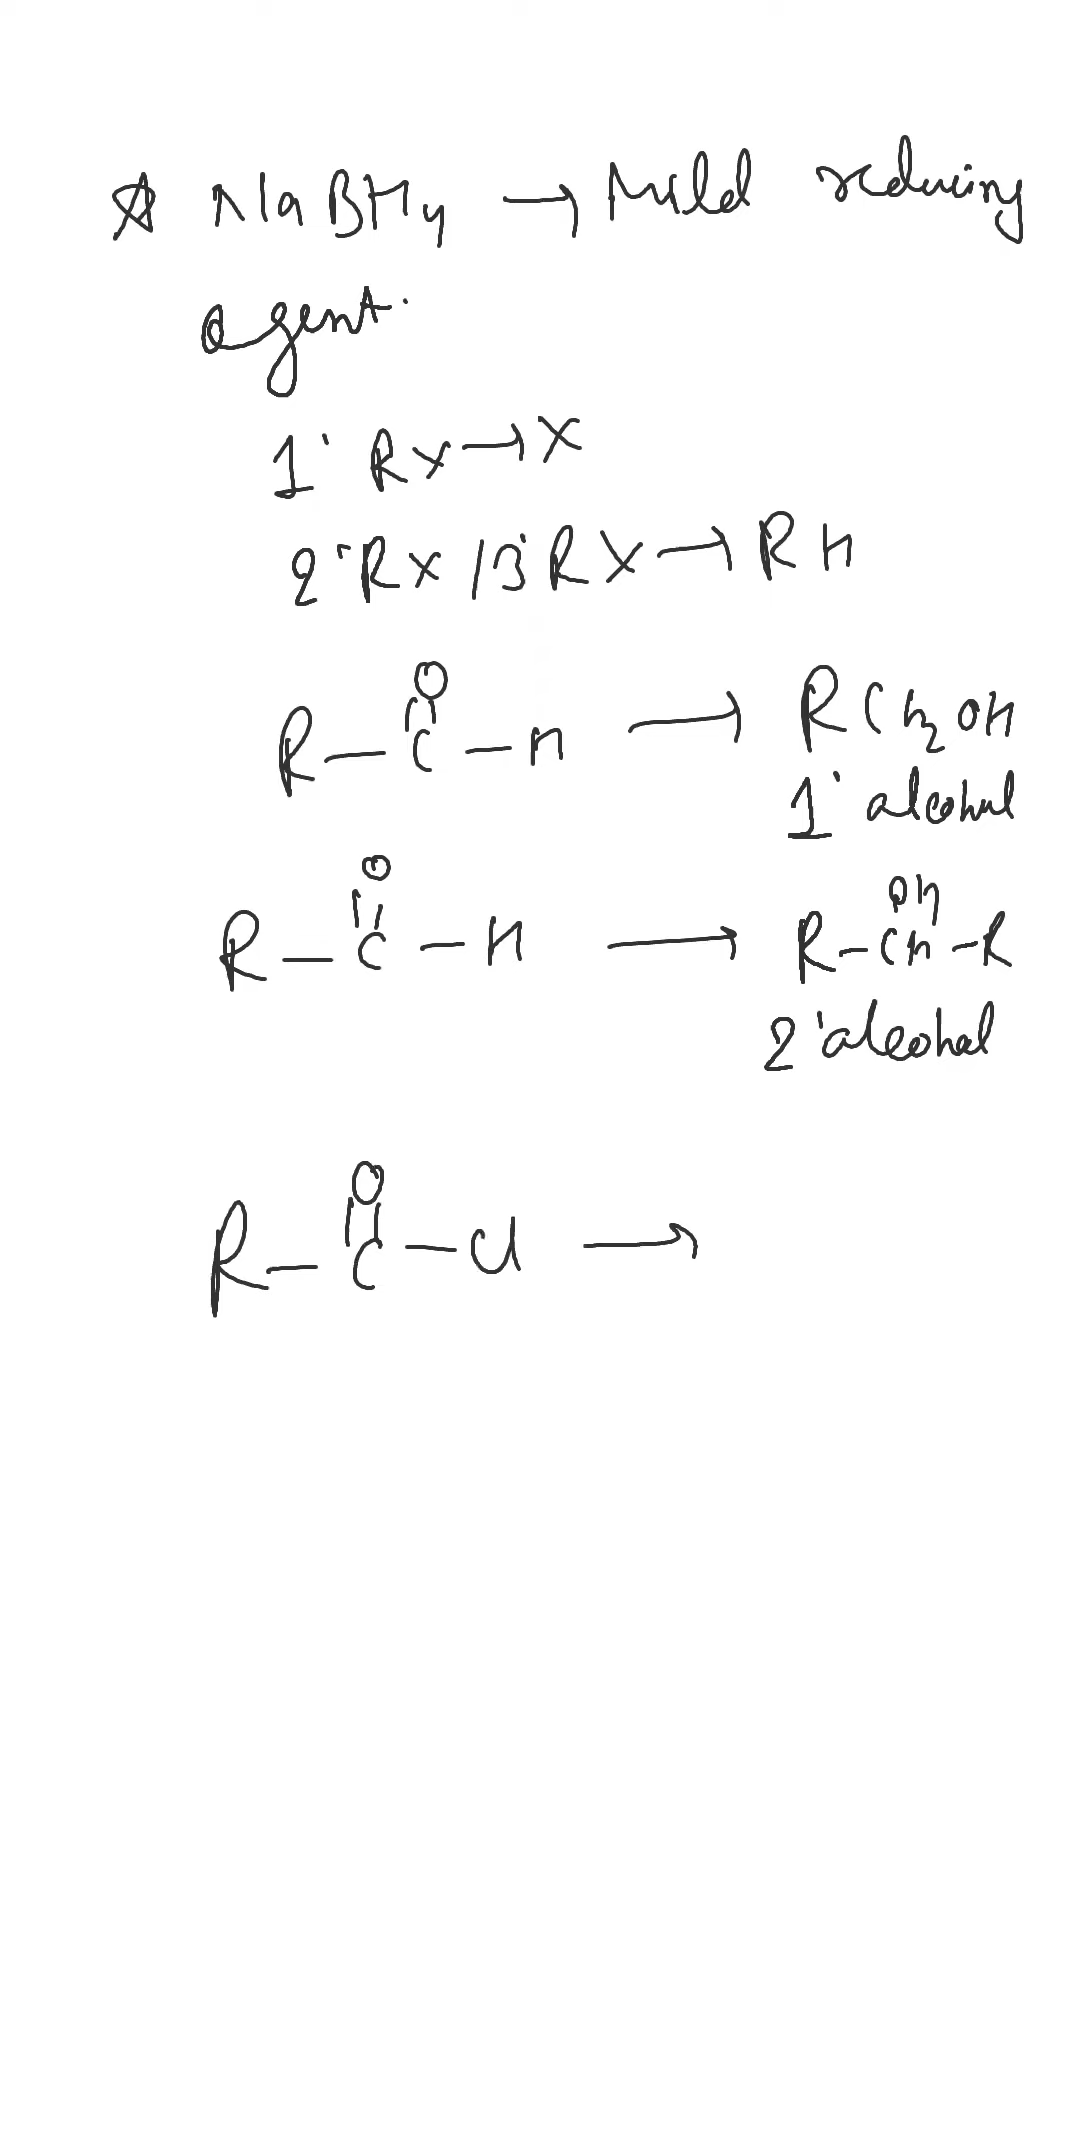 * NaBH4 → Mild reducing
agent.
1° RX → X
2° RX / 3° RX → RH
O
R - C - H → RCH2OH
1° alcohol
O OH
R - C - H → R - CH - R
2° alcohol
O
R - C - Cl →